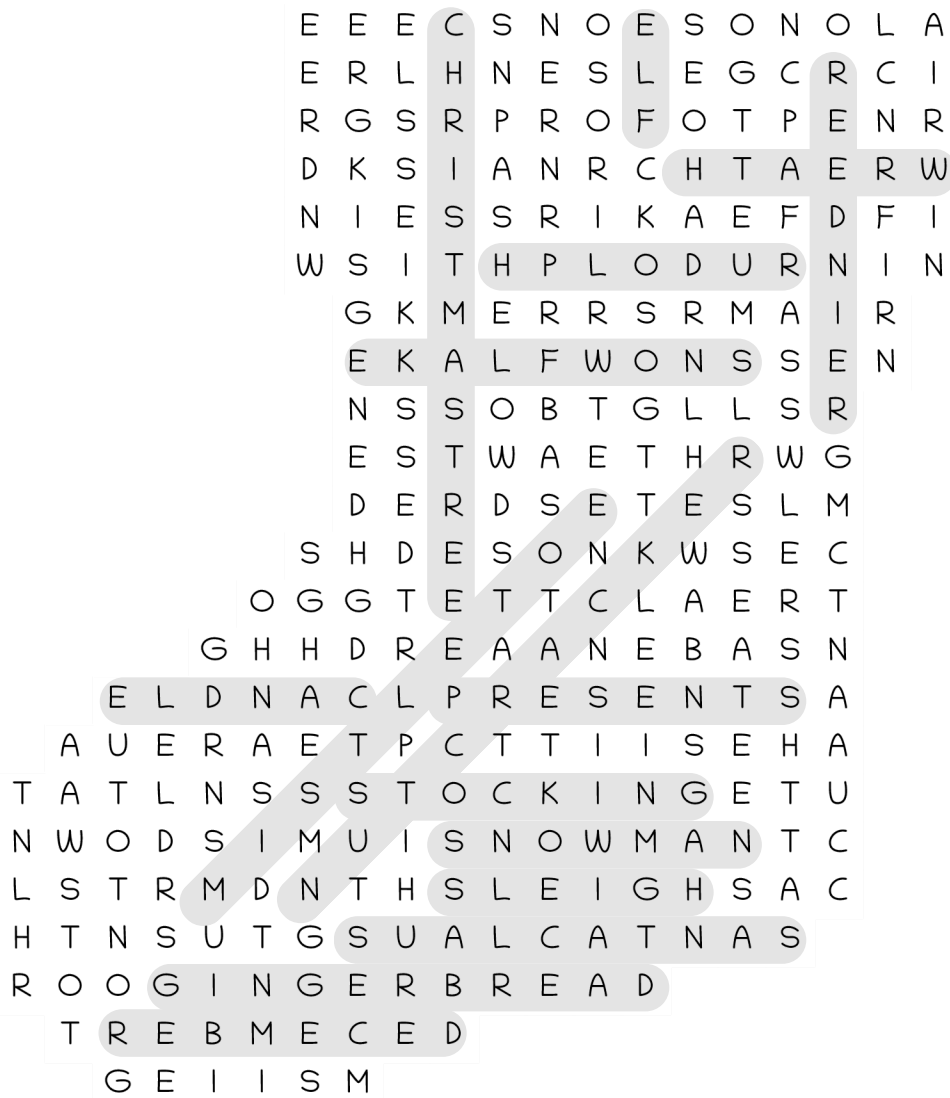 E E E C S N O E S O N O L A
E R L H N E S L E G C R C I
R G S R P R O F O T P E N R
D K S I A N R C H T A E R W
N I E S S R I K A E F D F I
W S I T H P L O D U R N I N
G K M E R R S R M A I R
E K A L F W O N S S E N
N S S O B T G L L S R
E S T W A E T H R W G
D E R D S E T E S L M
S H D E S O N K W S E C
O G G T E T T C L A E R T
G H H D R E A A N E B A S N
E L D N A C L P R E S E N T S A
A U E R A E T P C T T I I S E H A
T A T L N S S S T O C K I N G E T U
N W O D S I M U I S N O W M A N T C
L S T R M D N T H S L E I G H S A C
H T N S U T G S U A L C A T N A S
R O O G I N G E R B R E A D
T R E B M E C E D
G E I I S M